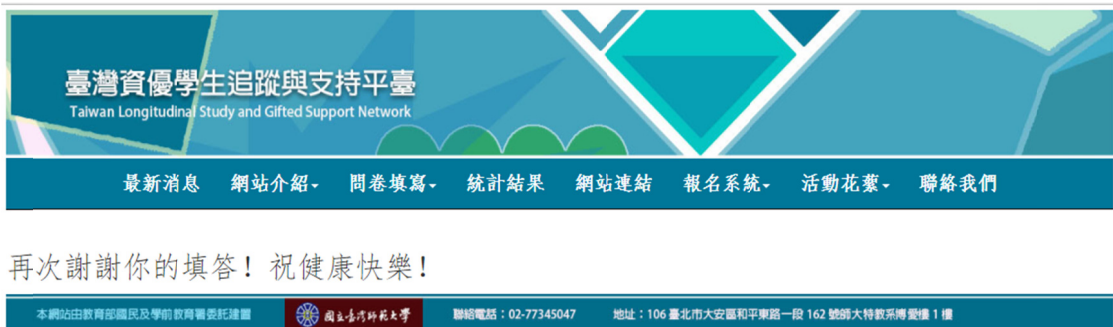 臺灣資優學生追蹤與支持平臺
Taiwan Longitudinal Study and Gifted Support Network
最新消息 網站介紹 問卷填寫 統計結果 網站連結 報名系統 活動花絮 聯絡我們
再次謝謝你的填答！祝健康快樂！
本網站由教育部國民及學前教育署委託建置 國立臺灣師範大學 聯絡電話：02-77345047 地址：106 臺北市大安區和平東路一段 162 號師大特教系博愛樓 1 樓